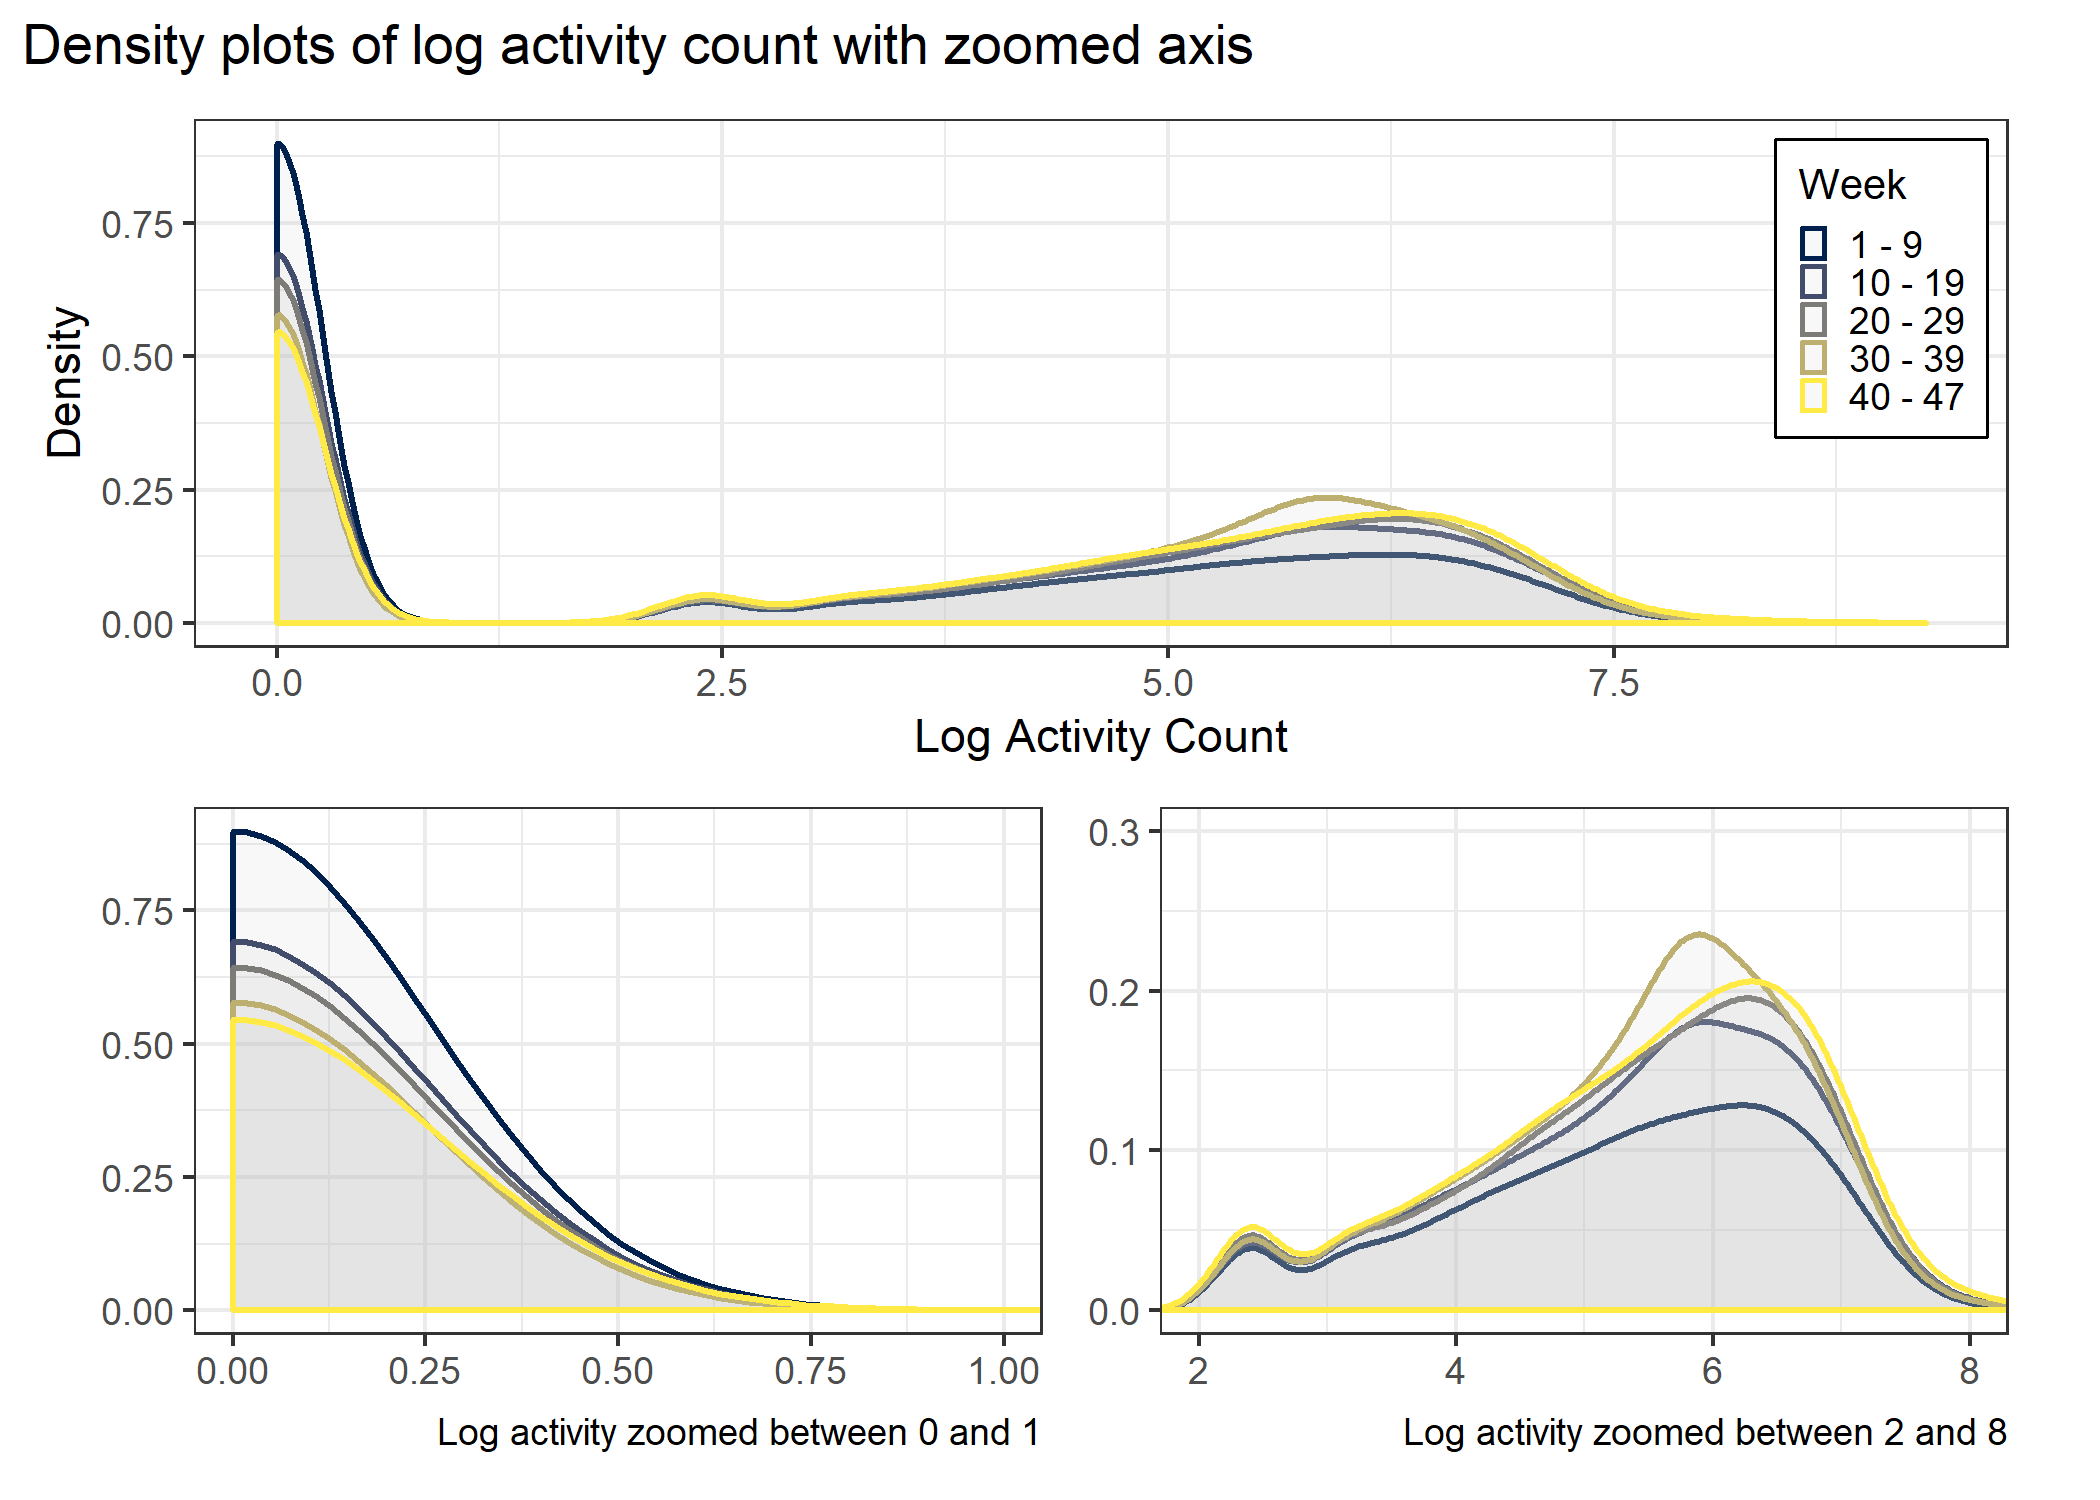 Density plots of log activity count with zoomed axis
Density
0.75
0.50
0.25
0.00
0.0 2.5 5.0 7.5
Log Activity Count
Week
1 - 9
10 - 19
20 - 29
30 - 39
40 - 47
0.75
0.50
0.25
0.00
0.00 0.25 0.50 0.75 1.00
Log activity zoomed between 0 and 1
0.3
0.2
0.1
0.0
2 4 6 8
Log activity zoomed between 2 and 8